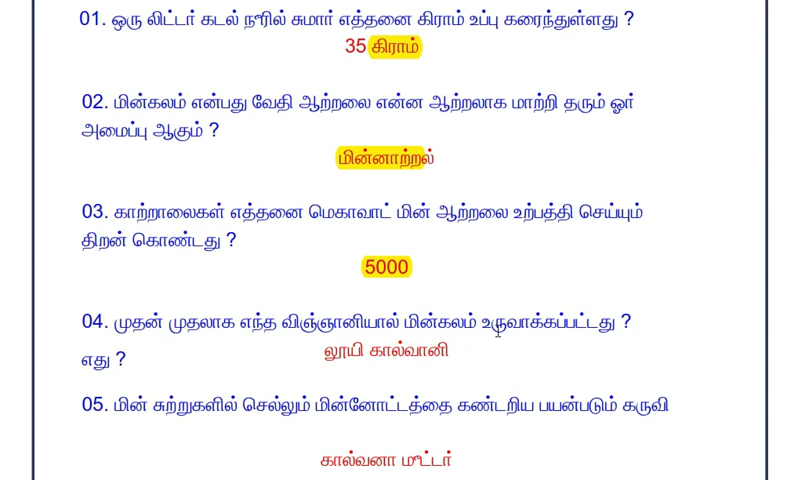 01. ஒரு லிட்டர் கடல் நீரில் சுமார் எத்தனை கிராம் உப்பு கரைந்துள்ளது ?
35 கிராம்
02. மின்கலம் என்பது வேதி ஆற்றலை என்ன ஆற்றலாக மாற்றி தரும் ஓர்
அமைப்பு ஆகும் ?
மின்னாற்றல்
03. காற்றாலைகள் எத்தனை மெகாவாட் மின் ஆற்றலை உற்பத்தி செய்யும்
திறன் கொண்டது ?
5000
04. முதன் முதலாக எந்த விஞ்ஞானியால் மின்கலம் உருவாக்கப்பட்டது ?
லூயி கால்வானி
எது ?
05. மின் சுற்றுகளில் செல்லும் மின்னோட்டத்தை கண்டறிய பயன்படும் கருவி
கால்வனா மீட்டர்